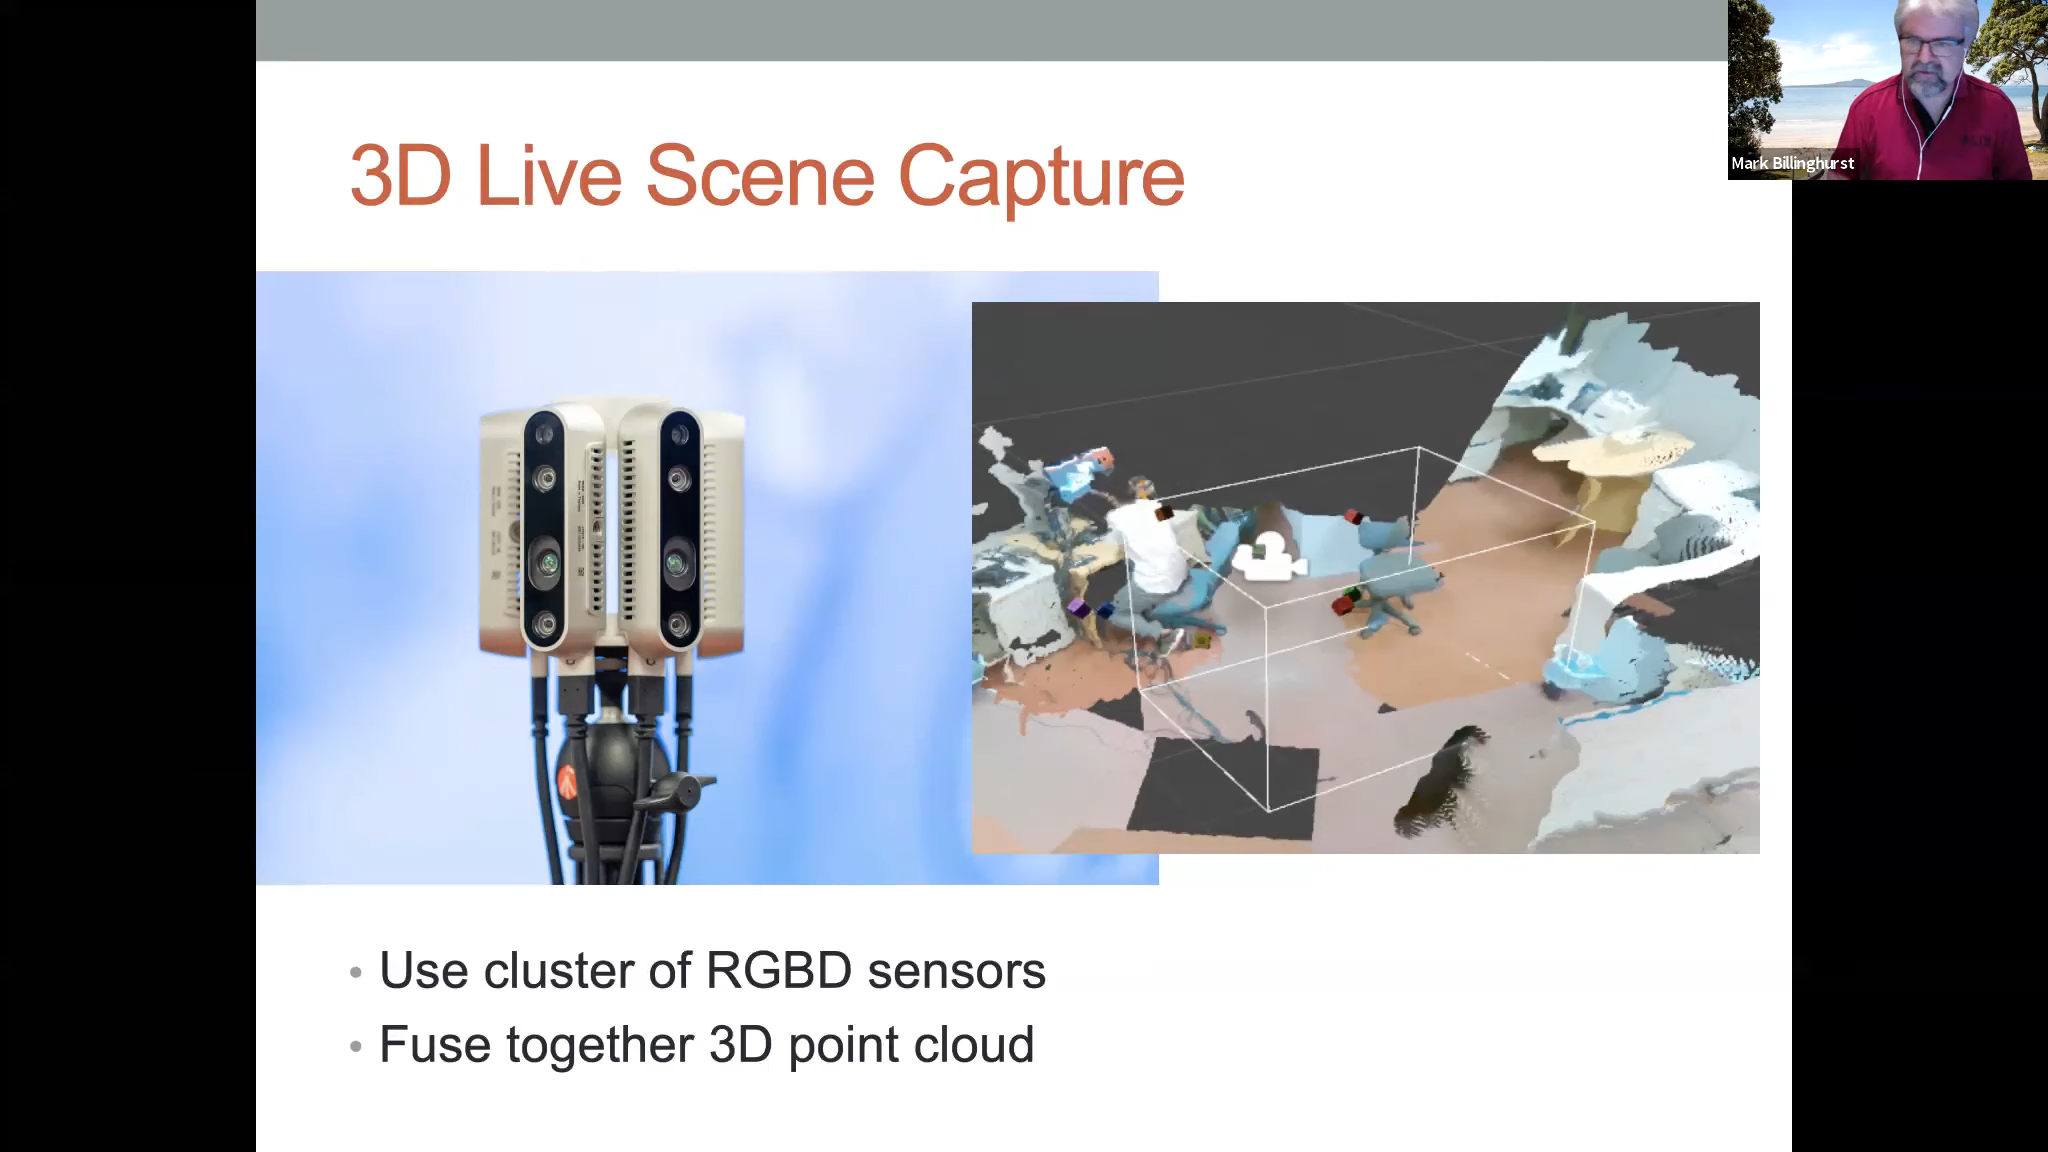 3D Live Scene Capture
Mark Billinghurst
• Use cluster of RGBD sensors
• Fuse together 3D point cloud